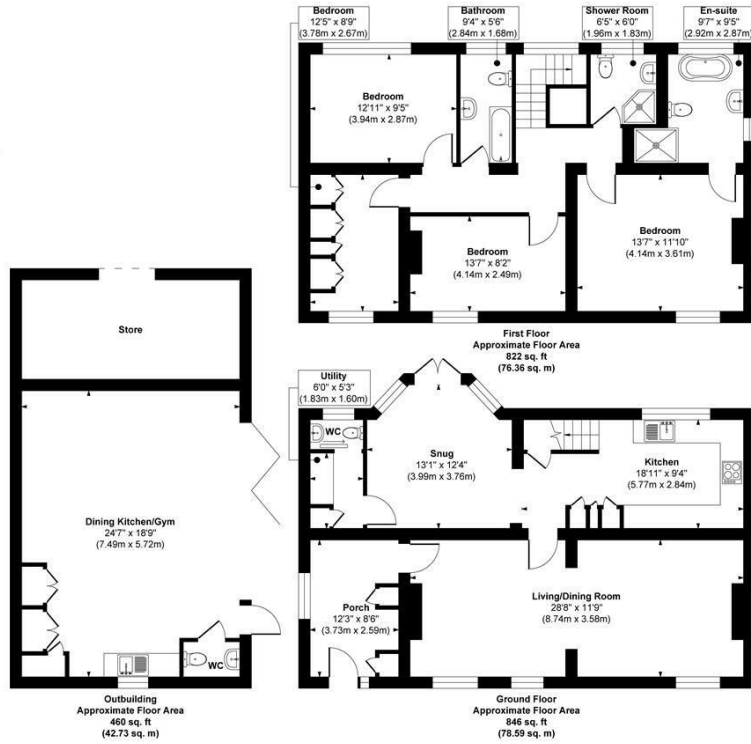 Bedroom
12'5" x 8'9"
(3.78m x 2.67m)
Bathroom
9'4" x 5'6"
(2.84m x 1.68m)
Shower Room
6'5" x 6'0"
(1.96m x 1.83m)
En-suite
9'7" x 9'5"
(2.92m x 2.87m)
Bedroom
12'11" x 9'5"
(3.94m x 2.87m)
Bedroom
13'7" x 8'2"
(4.14m x 2.49m)
Bedroom
13'7" x 11'10"
(4.14m x 3.61m)
First Floor
Approximate Floor Area
822 sq. ft
(76.36 sq. m)
Store
Dining Kitchen/Gym
24'7" x 18'9"
(7.49m x 5.72m)
WC
Outbuilding
Approximate Floor Area
460 sq. ft
(42.73 sq. m)
Utility
6'0" x 5'3"
(1.83m x 1.60m)
WC
Snug
13'1" x 12'4"
(3.99m x 3.76m)
Kitchen
18'11" x 9'4"
(5.77m x 2.84m)
Porch
12'3" x 8'6"
(3.73m x 2.59m)
Living/Dining Room
28'8" x 11'9"
(8.74m x 3.58m)
Ground Floor
Approximate Floor Area
846 sq. ft
(78.59 sq. m)